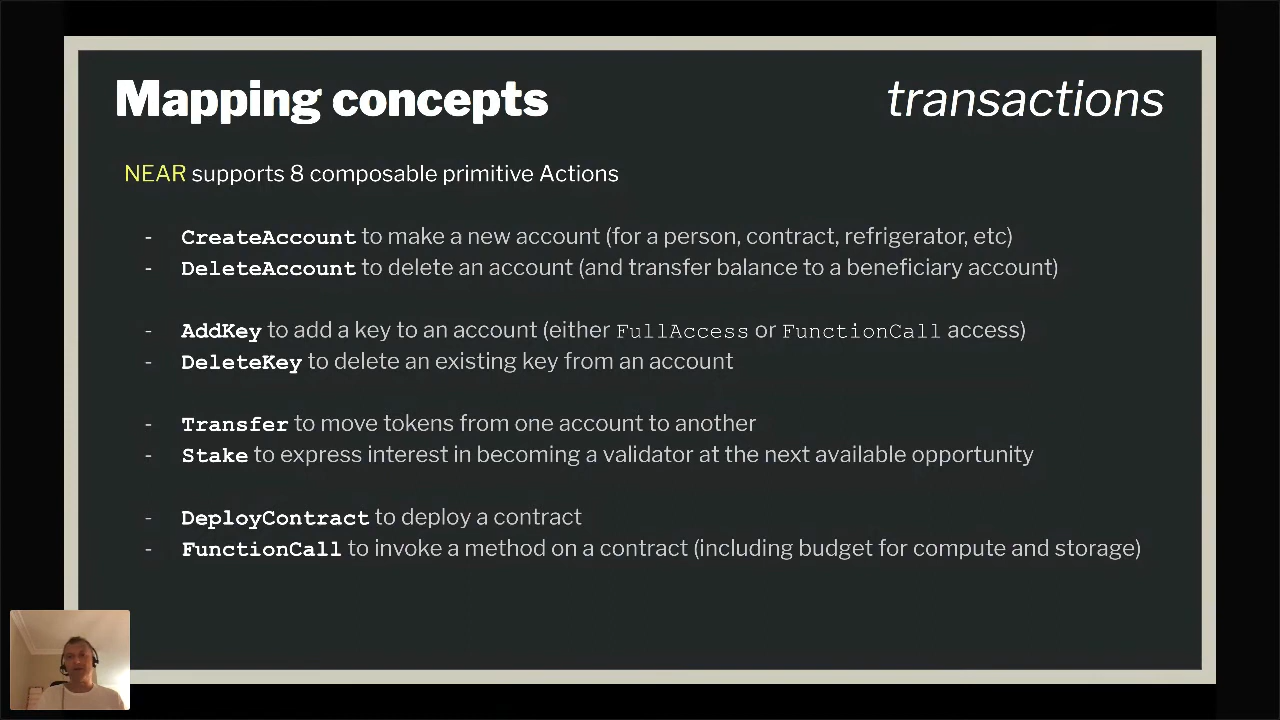 Mapping concepts
transactions
NEAR supports 8 composable primitive Actions
- CreateAccount to make a new account (for a person, contract, refrigerator, etc)
- DeleteAccount to delete an account (and transfer balance to a beneficiary account)
- AddKey to add a key to an account (either FullAccess or FunctionCall access)
- DeleteKey to delete an existing key from an account
- Transfer to move tokens from one account to another
- Stake to express interest in becoming a validator at the next available opportunity
- DeployContract to deploy a contract
- FunctionCall to invoke a method on a contract (including budget for compute and storage)